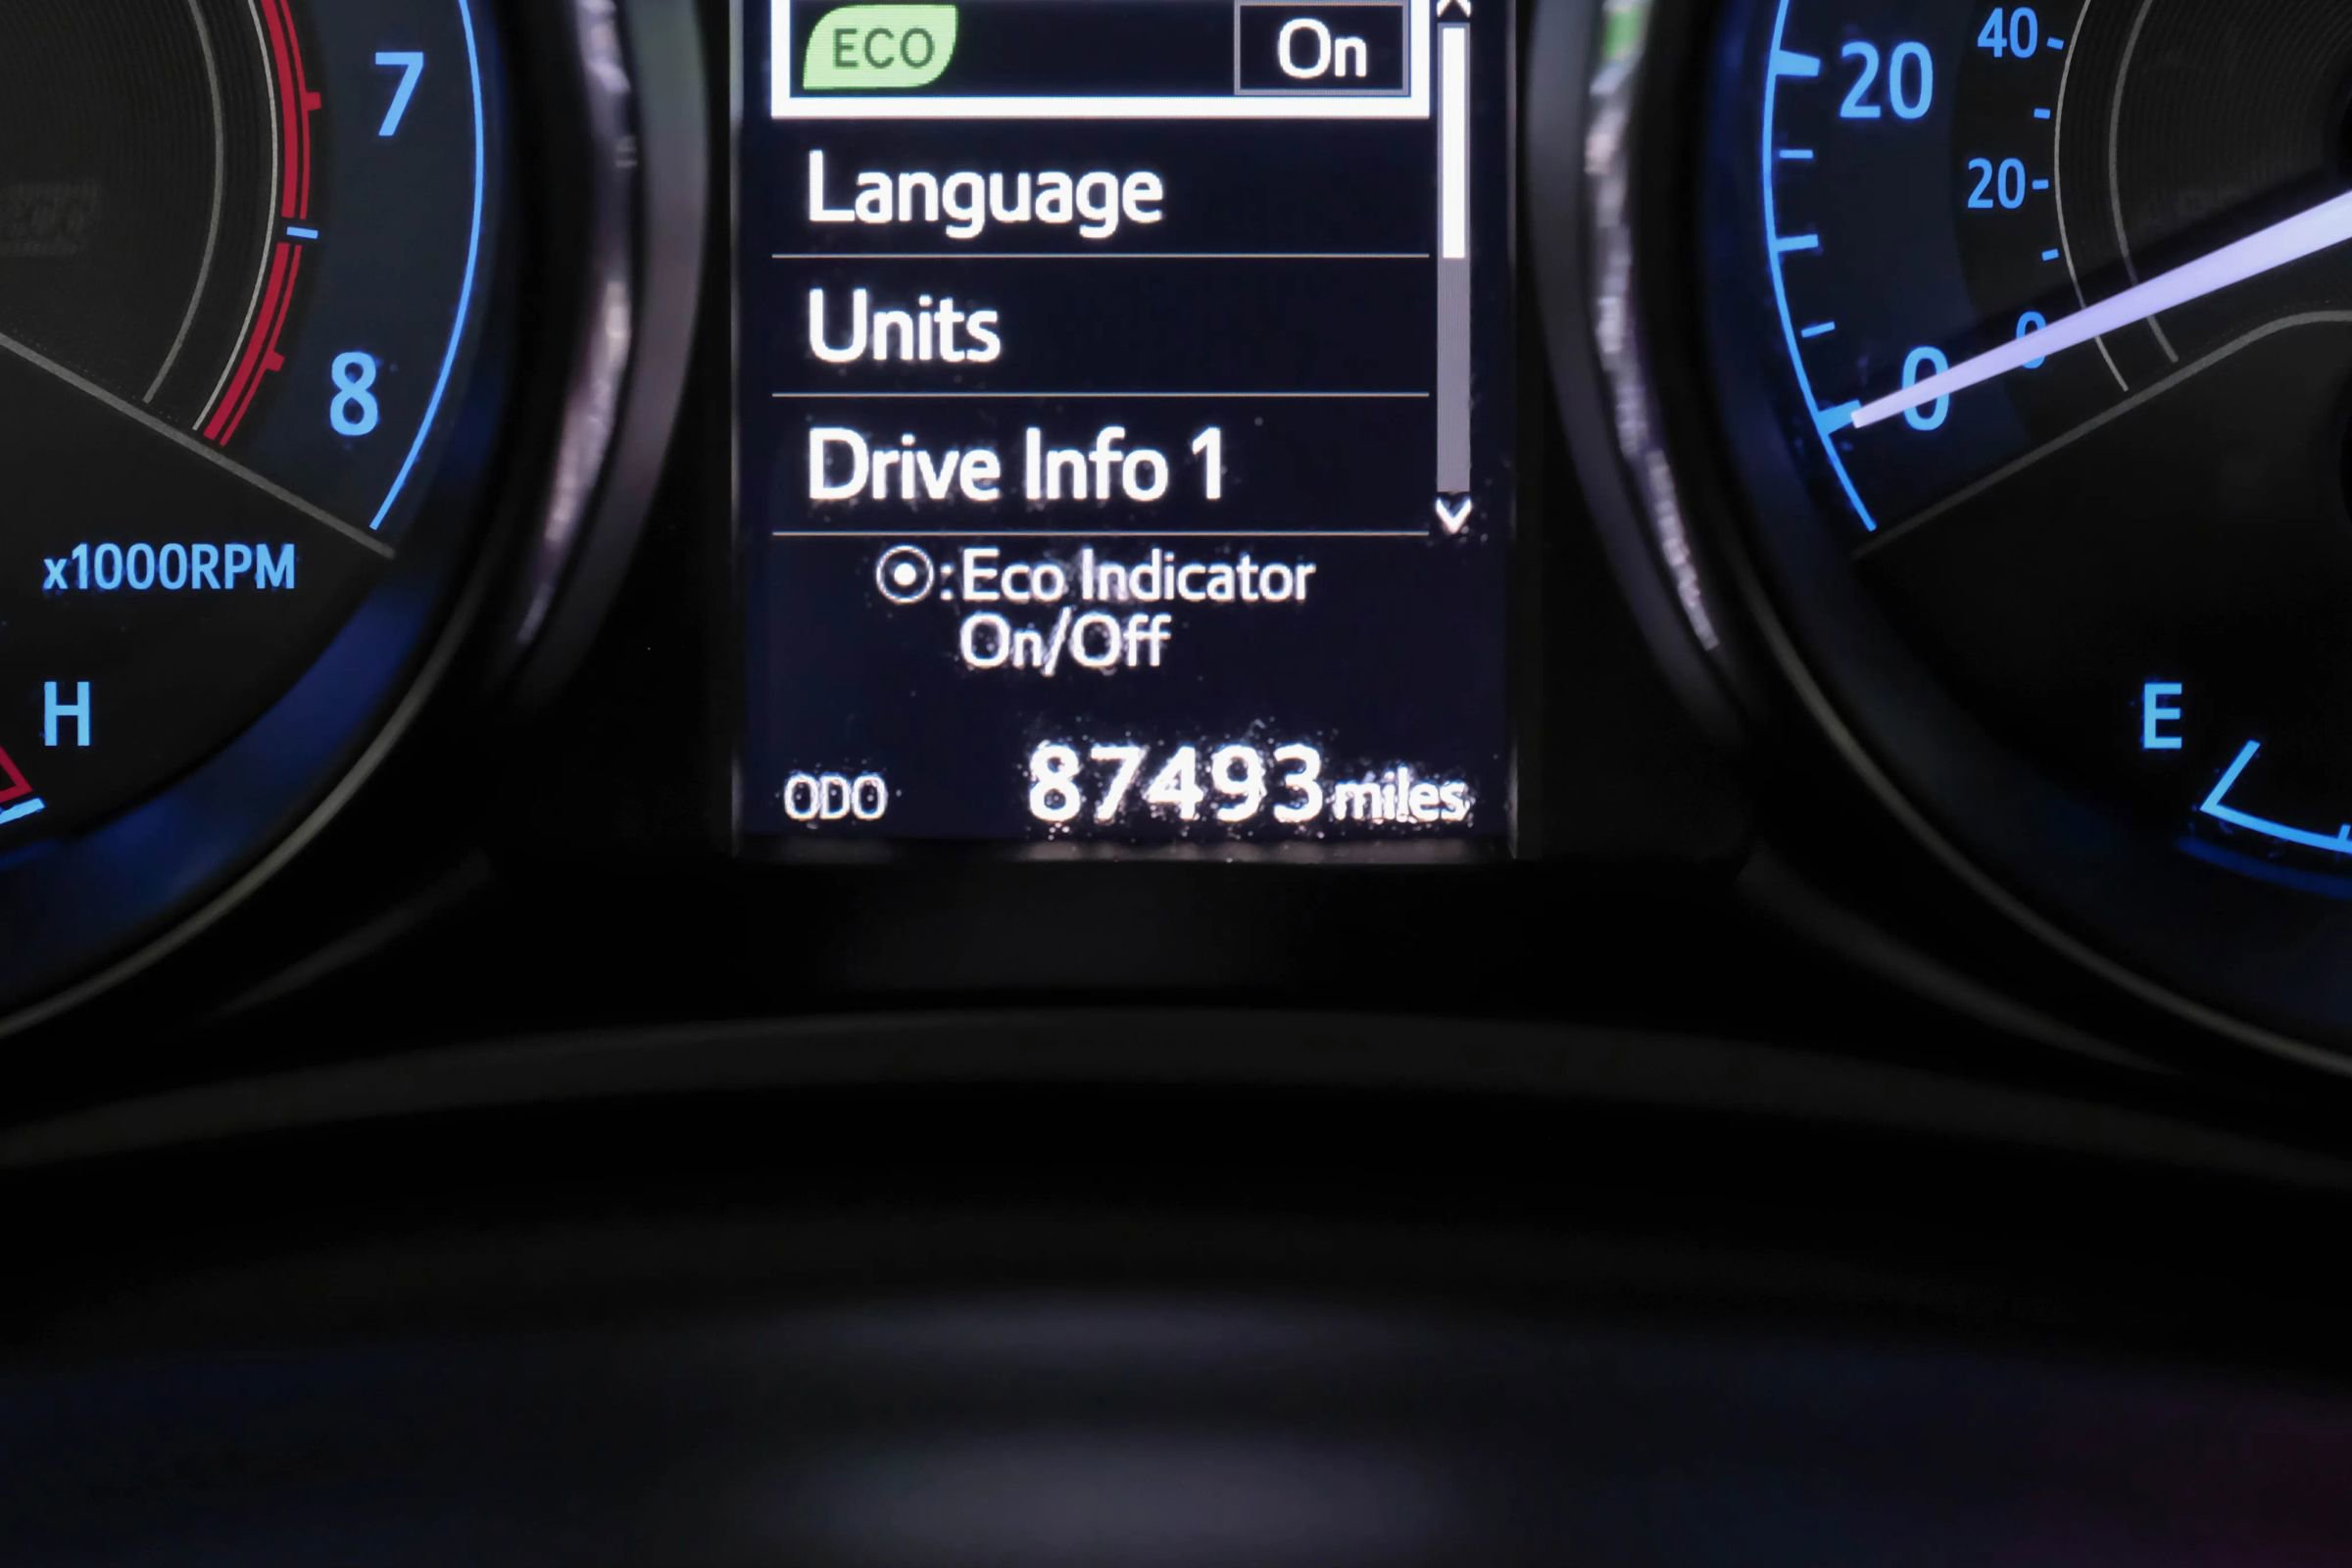 ECO On
Language
Units
Drive Info 1
⦿:Eco Indicator
On/Off
ODO 87493 miles
7
8
x1000RPM
H
20
0
40
20
0
E